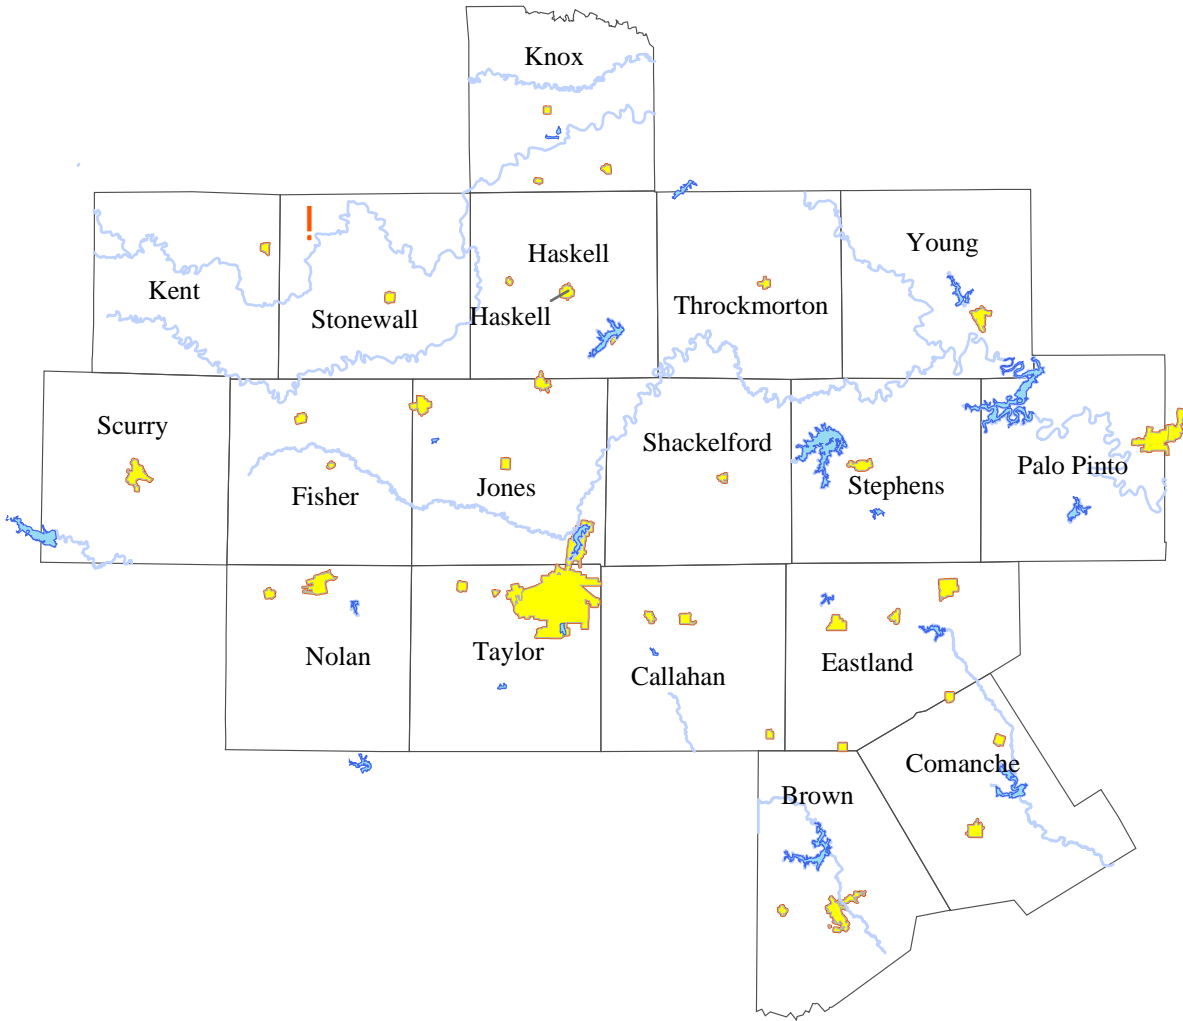 Knox
!
Young
Haskell
Kent
Throckmorton
Haskell
Stonewall
Scurry
Shackelford
Palo Pinto
Stephens
Jones
Fisher
Taylor
Nolan
Eastland
Callahan
Comanche
Brown